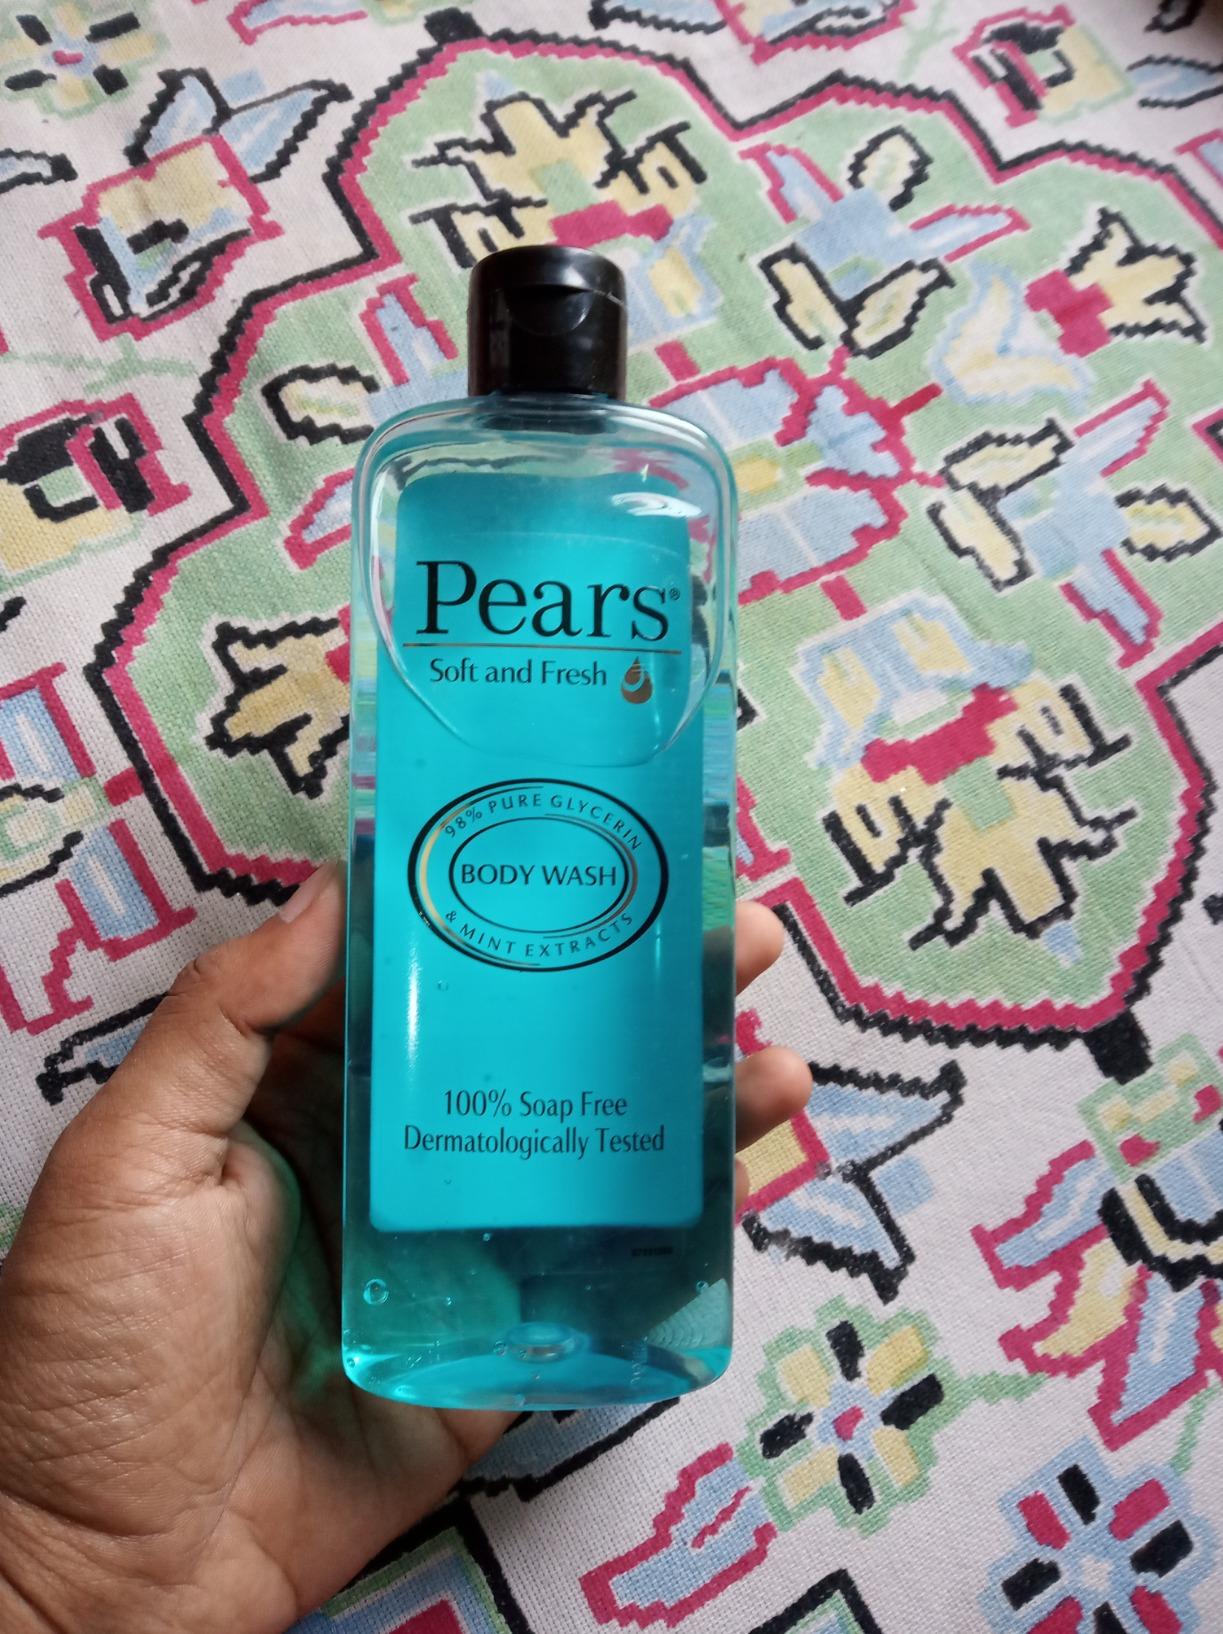 Pears®
Soft and Fresh
98% PURE GLYCERIN
BODY WASH
& MINT EXTRACTS
100% Soap Free
Dermatologically Tested